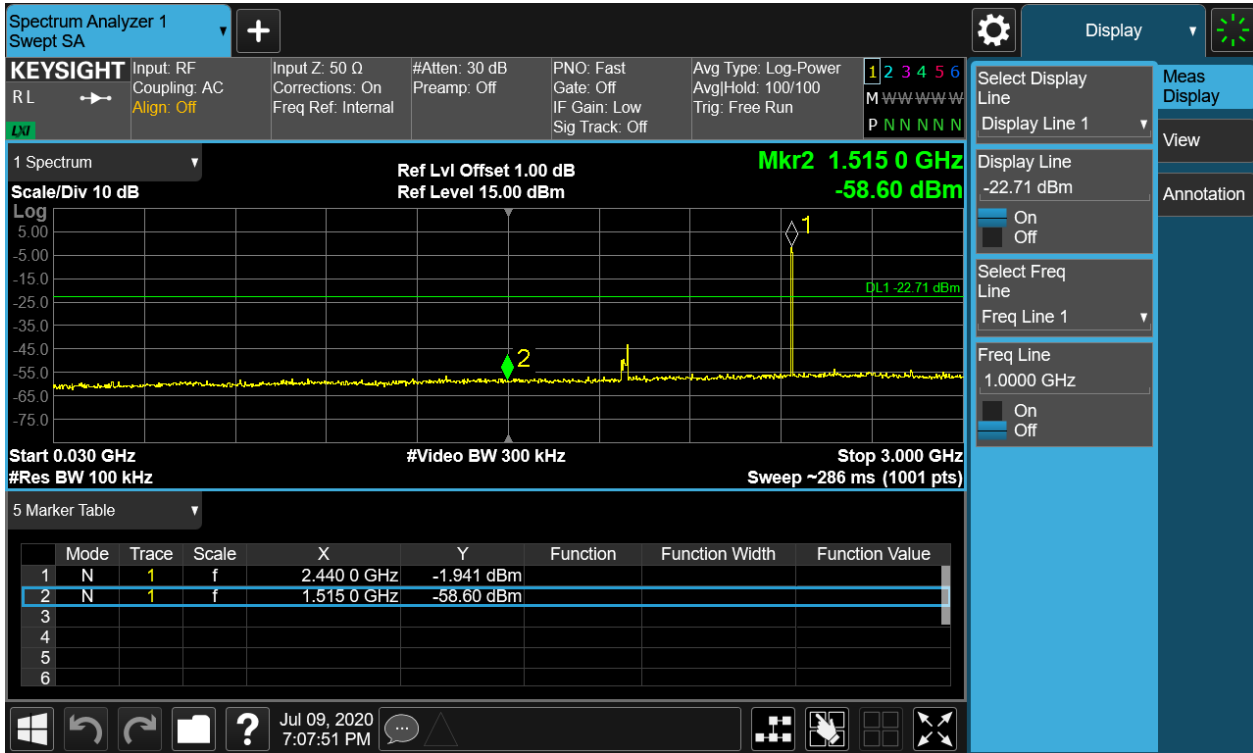 Spectrum Analyzer 1
Swept SA
+
Display
KEYSIGHT
RL
LXI
Input: RF
Coupling: AC
Align: Off
Input Z: 50 Ω
Corrections: On
Freq Ref: Internal
#Atten: 30 dB
Preamp: Off
PNO: Fast
Gate: Off
IF Gain: Low
Sig Track: Off
Avg Type: Log-Power
Avg|Hold: 100/100
Trig: Free Run
1 2 3 4 5 6
M W W W W W
P N N N N N
1 Spectrum
Scale/Div 10 dB
Ref Lvl Offset 1.00 dB
Ref Level 15.00 dBm
Mkr2 1.515 0 GHz
-58.60 dBm
Log
5.00
-5.00
-15.0
-25.0
-35.0
-45.0
-55.0
-65.0
-75.0
1
DL1 -22.71 dBm
2
Start 0.030 GHz
#Video BW 300 kHz
Stop 3.000 GHz
#Res BW 100 kHz
Sweep ~286 ms (1001 pts)
5 Marker Table
Mode Trace Scale X Y Function Function Width Function Value
1 N 1 f 2.440 0 GHz -1.941 dBm
2 N 1 f 1.515 0 GHz -58.60 dBm
3
4
5
6
Select Display
Line
Display Line 1
Display Line
-22.71 dBm
On
Off
Select Freq
Line
Freq Line 1
Freq Line
1.0000 GHz
On
Off
Meas
Display
View
Annotation
?
Jul 09, 2020
7:07:51 PM